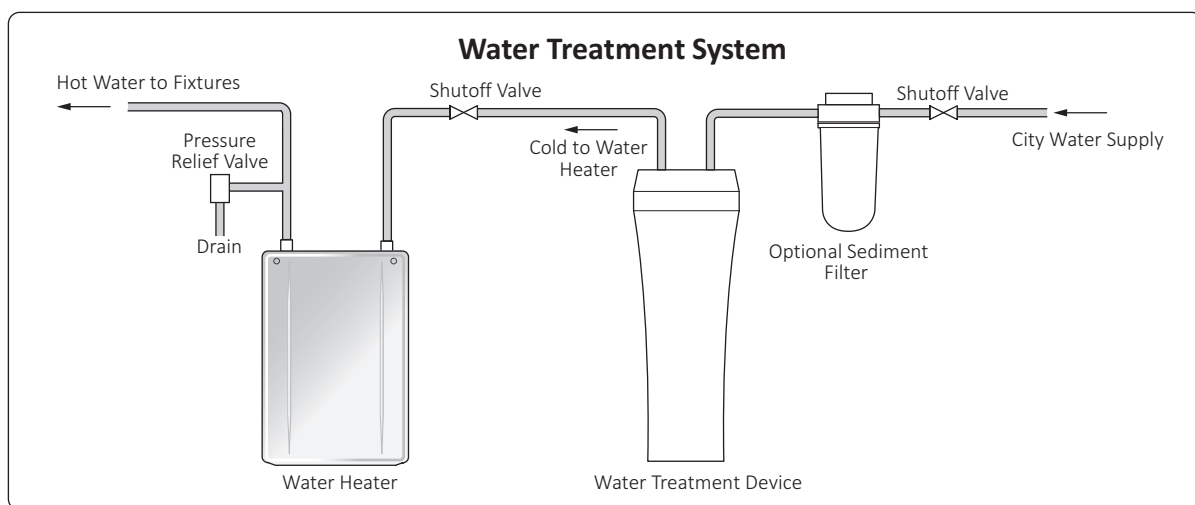 Water Treatment System
Hot Water to Fixtures
Shutoff Valve
Shutoff Valve
Pressure
Relief Valve
Cold to Water
Heater
City Water Supply
Drain
Optional Sediment
Filter
Water Heater
Water Treatment Device